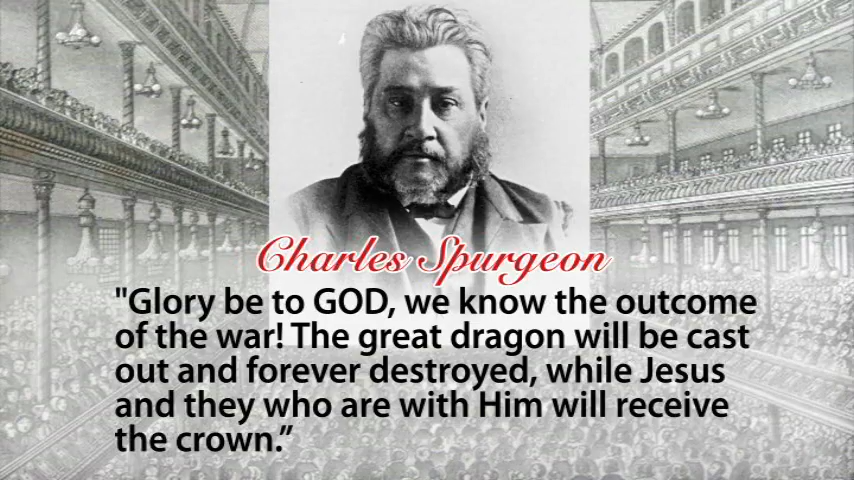 Charles Spurgeon
"Glory be to GOD, we know the outcome
of the war! The great dragon will be cast
out and forever destroyed, while Jesus
and they who are with Him will receive
the crown.”